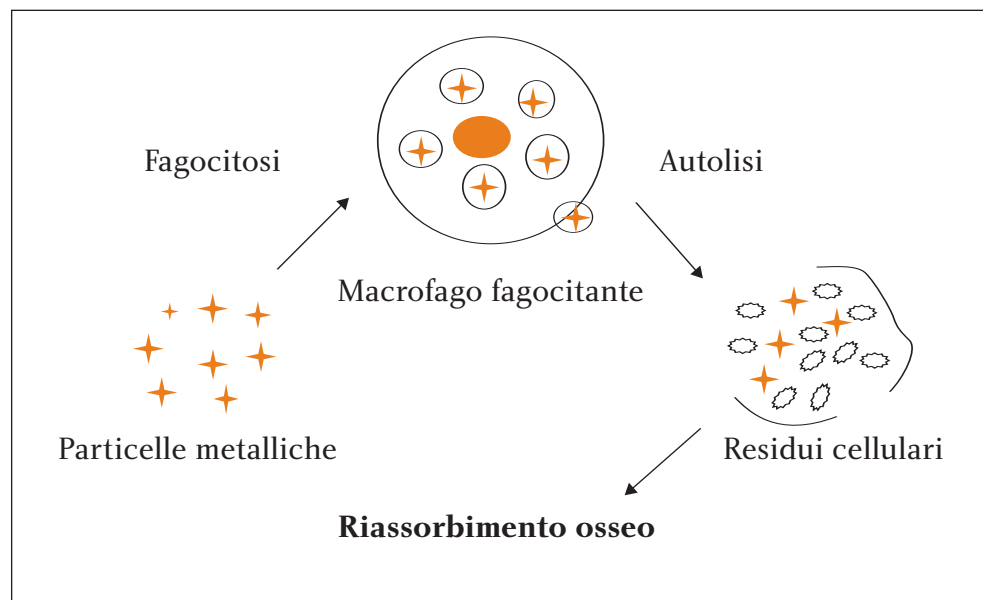 Fagocitosi
Autolisi
Macrofago fagocitante
Particelle metalliche
Residui cellulari
Riassorbimento osseo